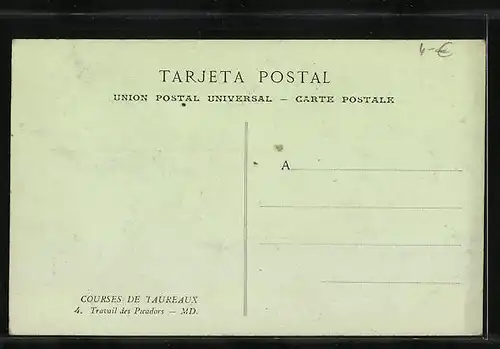 4-€
TARJETA POSTAL
UNION POSTAL UNIVERSAL – CARTE POSTALE
A
COURSES DE TAUREAUX
4. Travail des Picadors — MD.